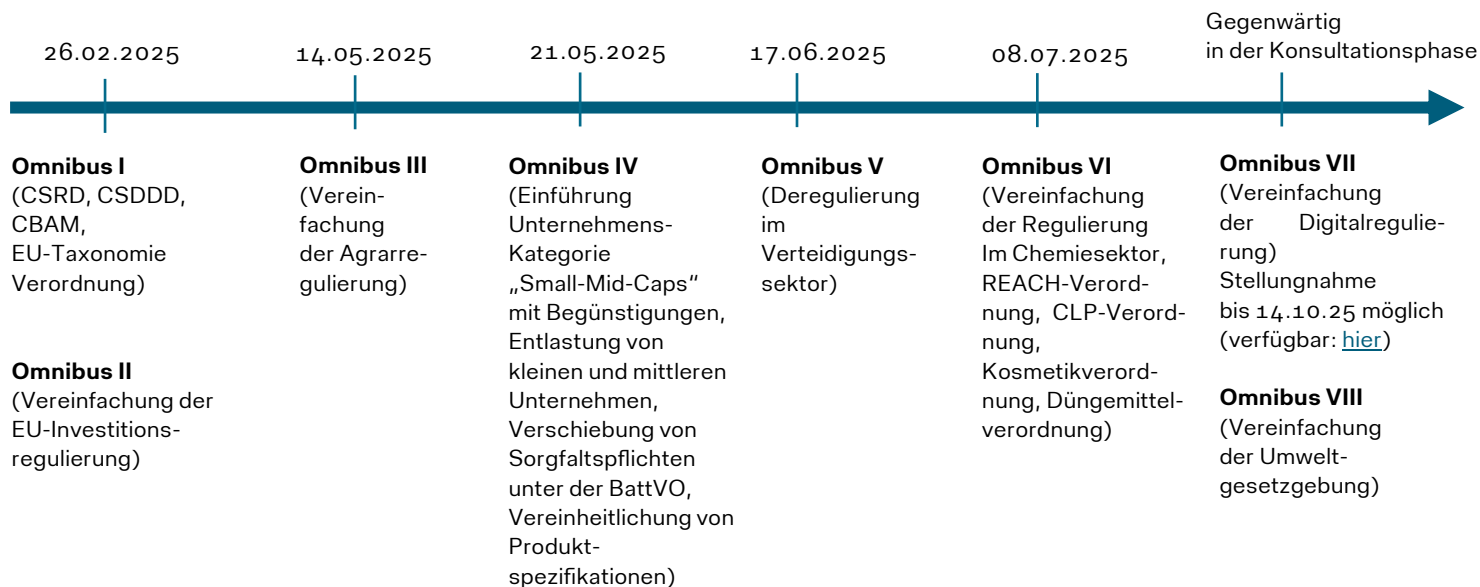 26.02.2025
14.05.2025
21.05.2025
17.06.2025
08.07.2025
Gegenwärtig
in der Konsultationsphase
Omnibus I
(CSRD, CSDDD,
CBAM,
EU-Taxonomie
Verordnung)
Omnibus II
(Vereinfachung der
EU-Investitions-
regulierung)
Omnibus III
(Verein-
fachung
der Agrarre-
gulierung)
Omnibus IV
(Einführung
Unternehmens-
Kategorie
„Small-Mid-Caps“
mit Begünstigungen,
Entlastung von
kleinen und mittleren
Unternehmen,
Verschiebung von
Sorgfaltspflichten
unter der BattVO,
Vereinheitlichung von
Produkt-
spezifikationen)
Omnibus V
(Deregulierung
im
Verteidigungs-
sektor)
Omnibus VI
(Vereinfachung
der Regulierung
Im Chemiesektor,
REACH-Verord-
nung, CLP-Verord-
nung,
Kosmetikverord-
nung, Düngemittel-
verordnung)
Omnibus VII
(Vereinfachung
der Digitalregulie-
rung)
Stellungnahme
bis 14.10.25 möglich
(verfügbar: hier)
Omnibus VIII
(Vereinfachung
der Umwelt-
gesetzgebung)